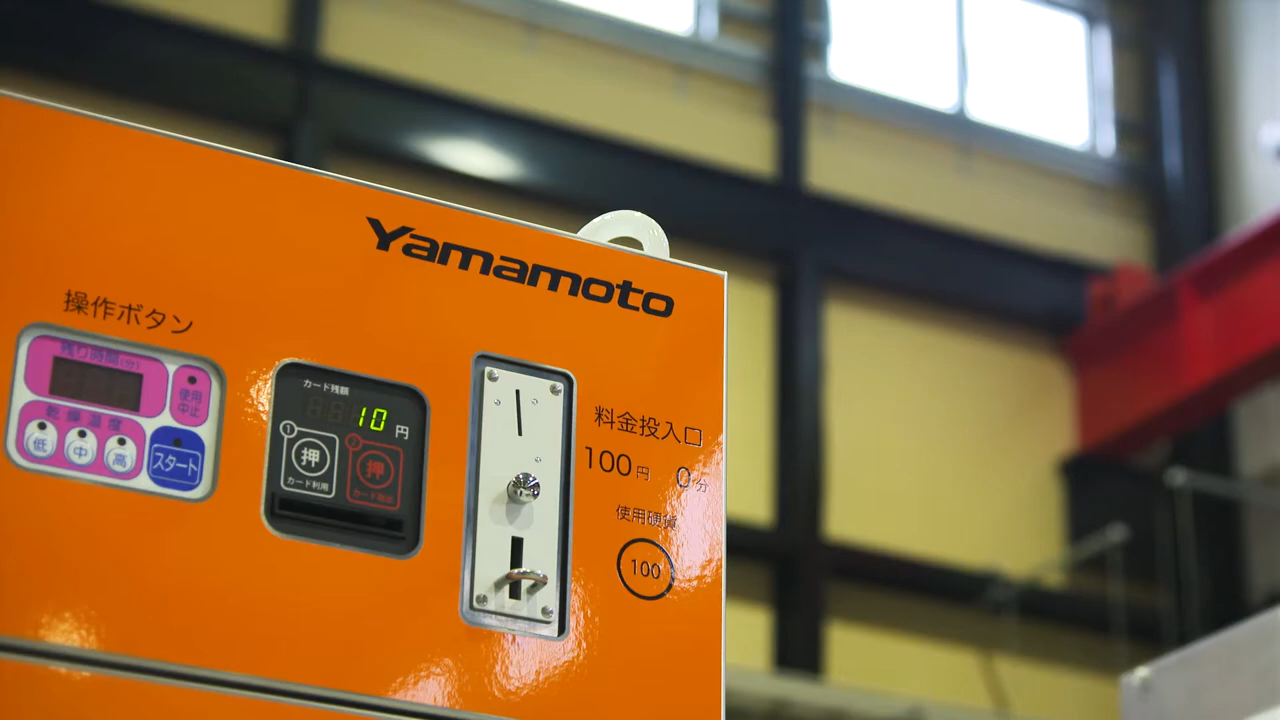 Yamamoto
操作ボタン
残り時間(分)
使用
中止
乾燥温度
低 中 高
スタート
カード残額
10 円
1 押
カード利用
2 押
料金投入口
100円 0分
使用硬貨
100